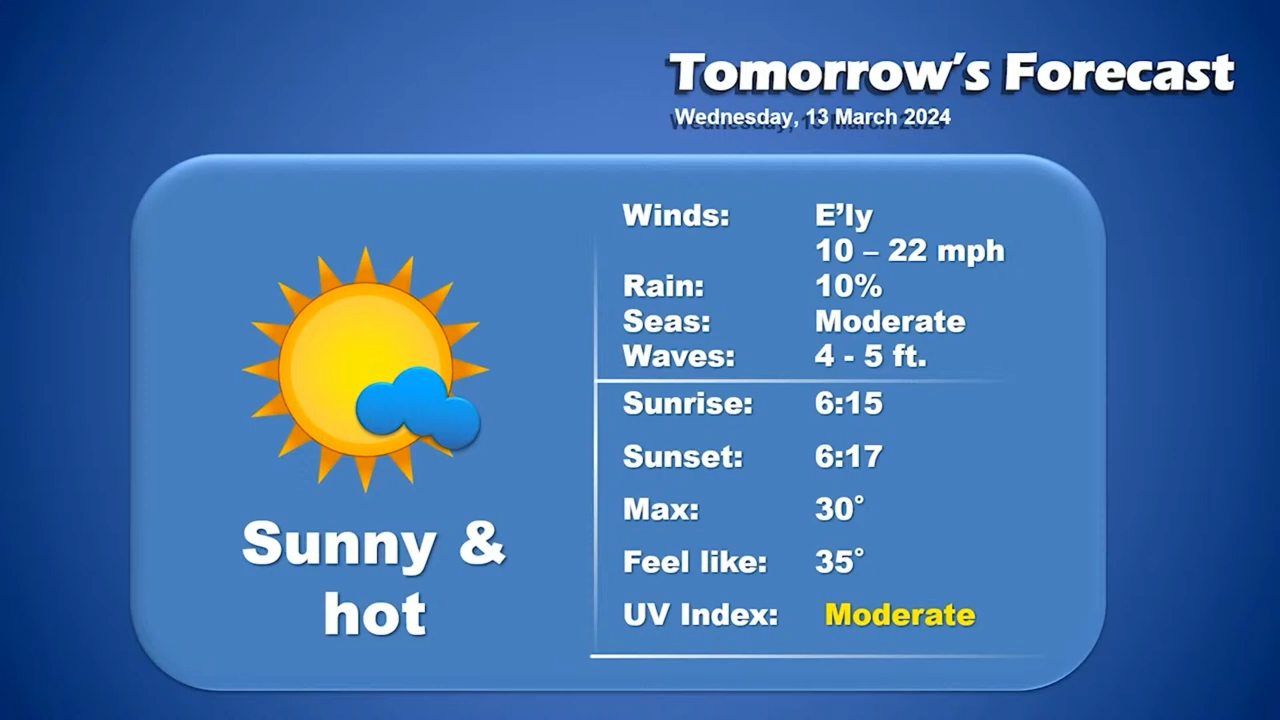 Tomorrow's Forecast
Wednesday, 13 March 2024
Sunny &
hot
Winds: E'ly
10 – 22 mph
Rain: 10%
Seas: Moderate
Waves: 4 - 5 ft.
Sunrise: 6:15
Sunset: 6:17
Max: 30°
Feel like: 35°
UV Index: Moderate